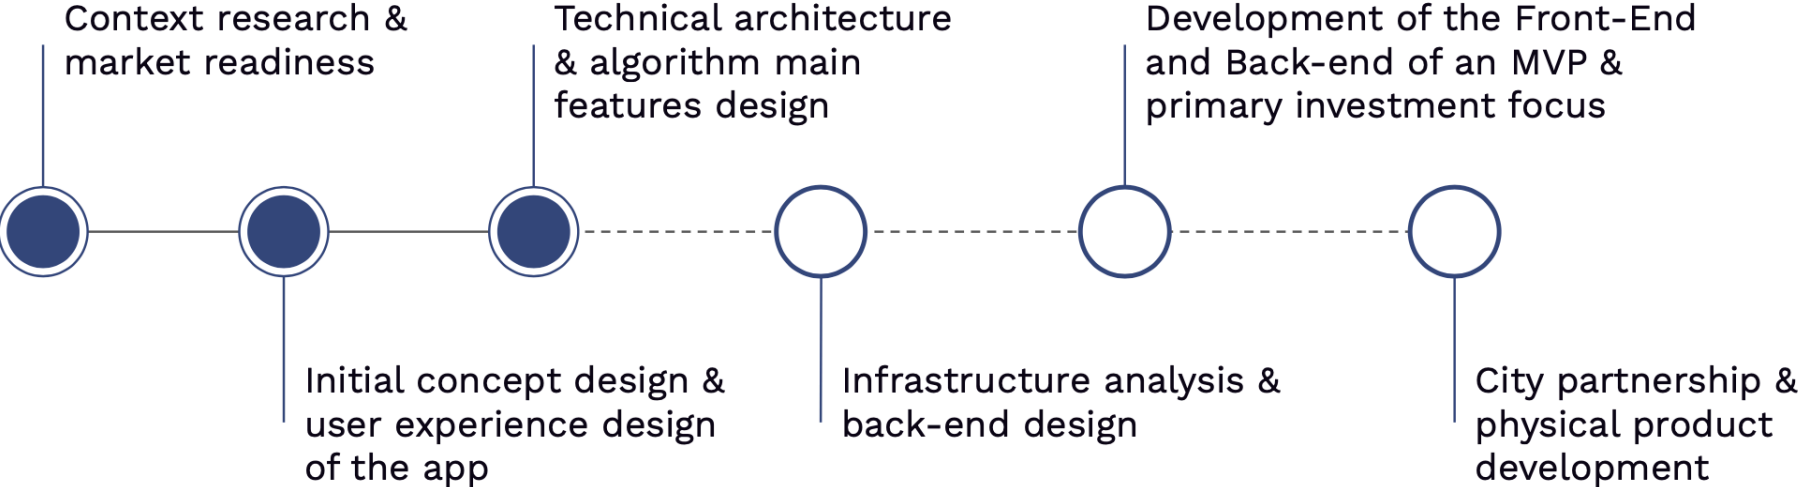 Context research &
market readiness
Initial concept design &
user experience design
of the app
Technical architecture
& algorithm main
features design
Infrastructure analysis &
back-end design
Development of the Front-End
and Back-end of an MVP &
primary investment focus
City partnership &
physical product
development